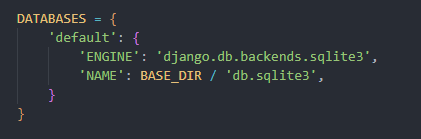 DATABASES = {
    'default': {
        'ENGINE': 'django.db.backends.sqlite3',
        'NAME': BASE_DIR / 'db.sqlite3',
    }
}